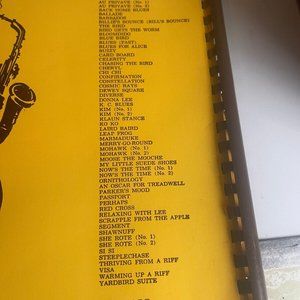 AU PRIVAVE (No. 1)
AU PRIVAVE (No. 2)
BACK HOME BLUES
BALLADE
BARBADOS
BILLIE'S BOUNCE (BILL'S BOUNCE)
THE BIRD
BIRD GETS THE WORM
BLOOMDIDO
BLUE BIRD
BLUES (FAST)
BLUES FOR ALICE
BUZZY
CARD BOARD
CELERITY
CHASING THE BIRD
CHERYL
CHI CHI
CONFIRMATION
CONSTELLATION
COSMIC RAYS
DEWEY SQUARE
DIVERSE
DONNA LEE
K. C. BLUES
KIM (No. 1)
KIM (No. 2)
KLAUN STANCE
KO KO
LAIRD BAIRD
LEAP FROG
MARMADUKE
MERRY-GO-ROUND
MOHAWK (No. 1)
MOHAWK (No. 2)
MOOSE THE MOOCHE
MY LITTLE SUEDE SHOES
NOW'S THE TIME (No. 1)
NOW'S THE TIME (No. 2)
ORNITHOLOGY
AN OSCAR FOR TREADWELL
PARKER'S MOOD
PASSPORT
PERHAPS
RED CROSS
RELAXING WITH LEE
SCRAPPLE FROM THE APPLE
SEGMENT
SHAWNUFF
SHE ROTE (No. 1)
SHE ROTE (No. 2)
SI SI
STEEPLECHASE
THRIVING FROM A RIFF
VISA
WARMING UP A RIFF
YARDBIRD SUITE